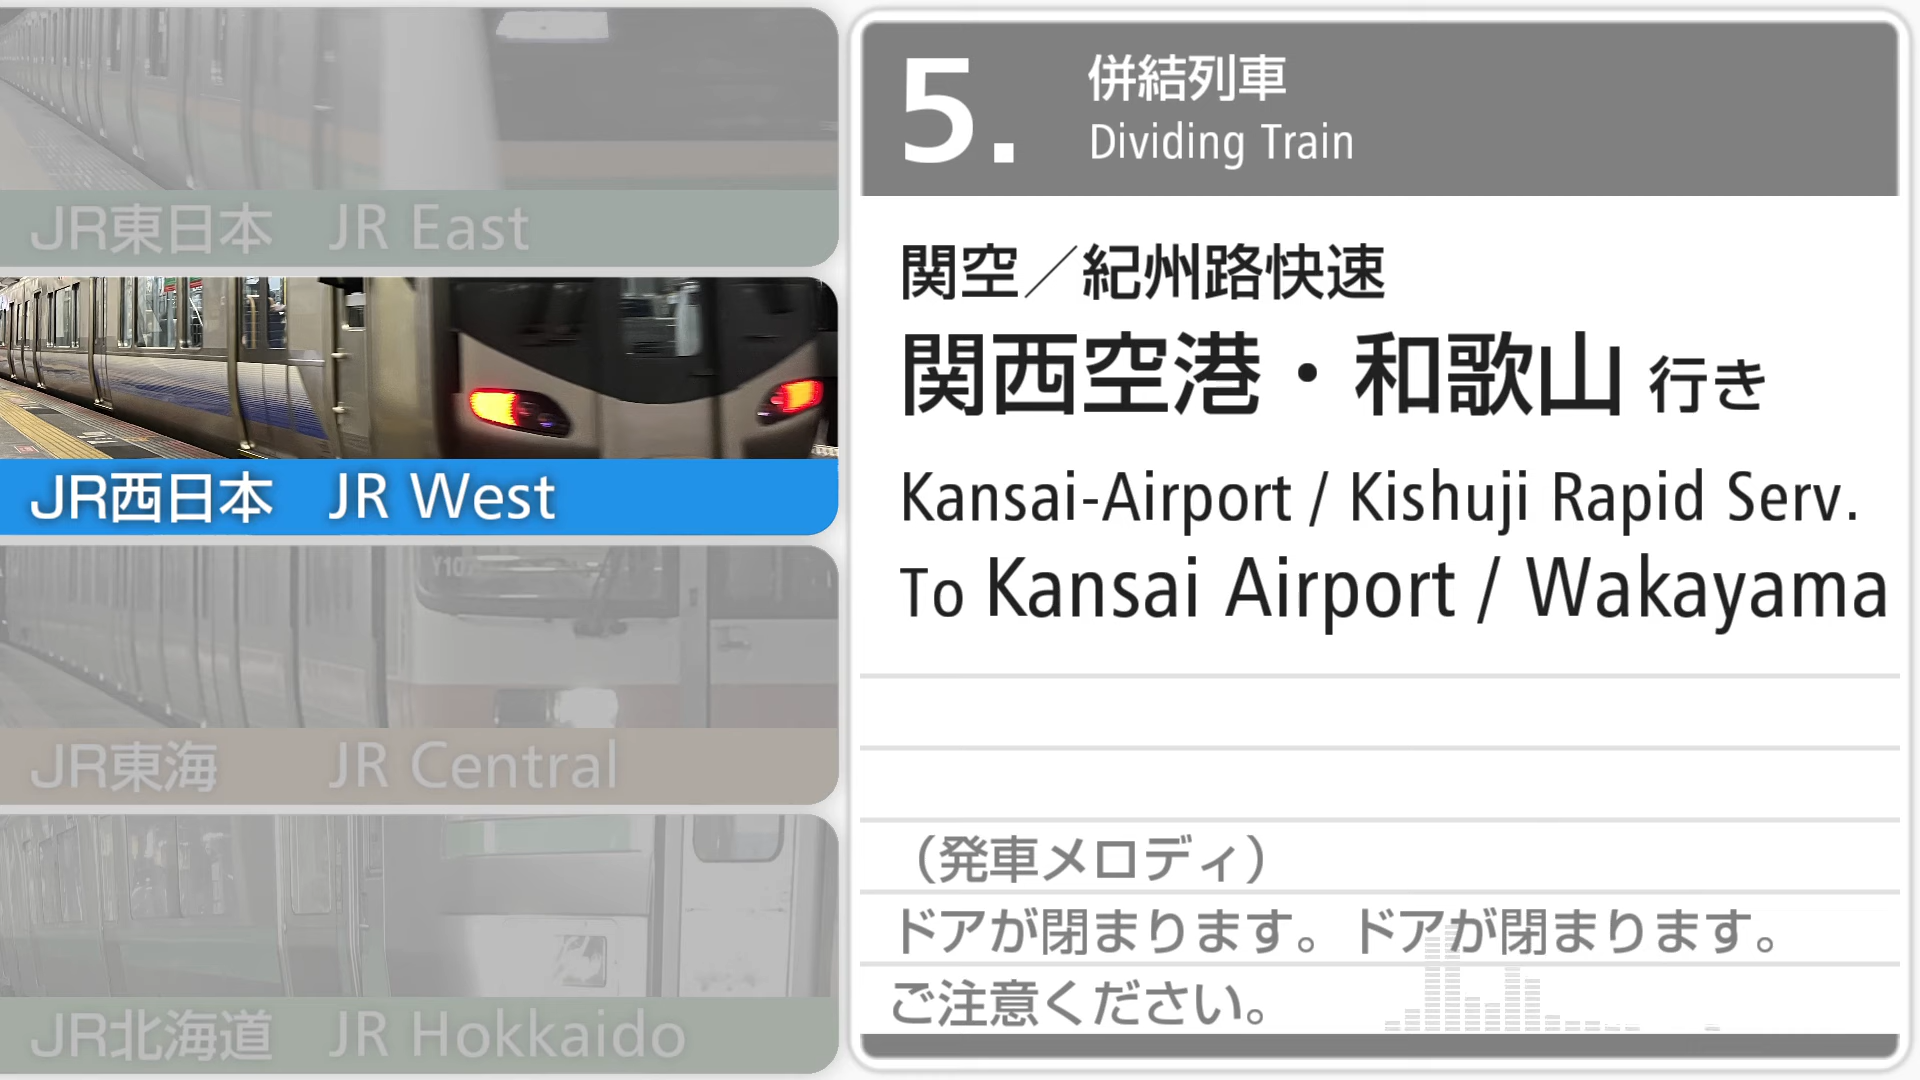 JR東日本 JR East
JR西日本 JR West
Y10
JR東海 JR Central
JR北海道 JR Hokkaido
5. 併結列車
Dividing Train
関空／紀州路快速
関西空港・和歌山 行き
Kansai-Airport / Kishuji Rapid Serv.
To Kansai Airport / Wakayama
（発車メロディ）
ドアが閉まります。ドアが閉まります。
ご注意ください。